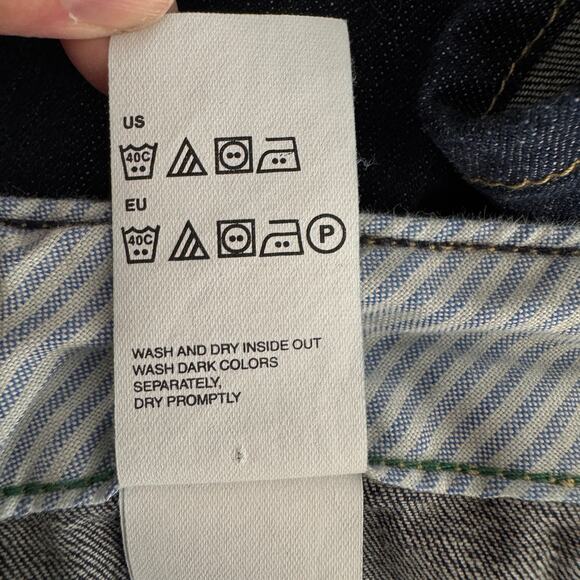 US
40C
EU
40C P
WASH AND DRY INSIDE OUT
WASH DARK COLORS
SEPARATELY,
DRY PROMPTLY